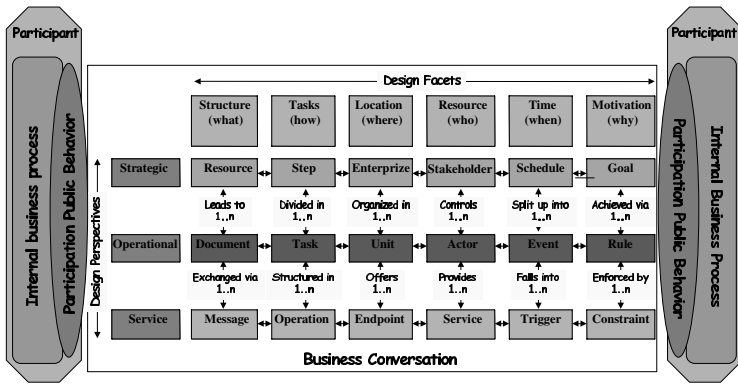 Participant
Participant
Internal business process
Participation Public Behavior
Design Perspectives
Design Facets
Structure
(what)
Tasks
(how)
Location
(where)
Resource
(who)
Time
(when)
Motivation
(why)
Strategic
Resource
Step
Enterprize
Stakeholder
Schedule
Goal
Leads to
1..n
Divided in
1..n
Organized in
1..n
Controls
1..n
Split up into
1..n
Achieved via
1..n
Operational
Document
Task
Unit
Actor
Event
Rule
Exchanged via
1..n
Structured in
1..n
Offers
1..n
Provides
1..n
Falls into
1..n
Enforced by
1..n
Service
Message
Operation
Endpoint
Service
Trigger
Constraint
Business Conversation
Participation Public Behavior
Internal Business Process